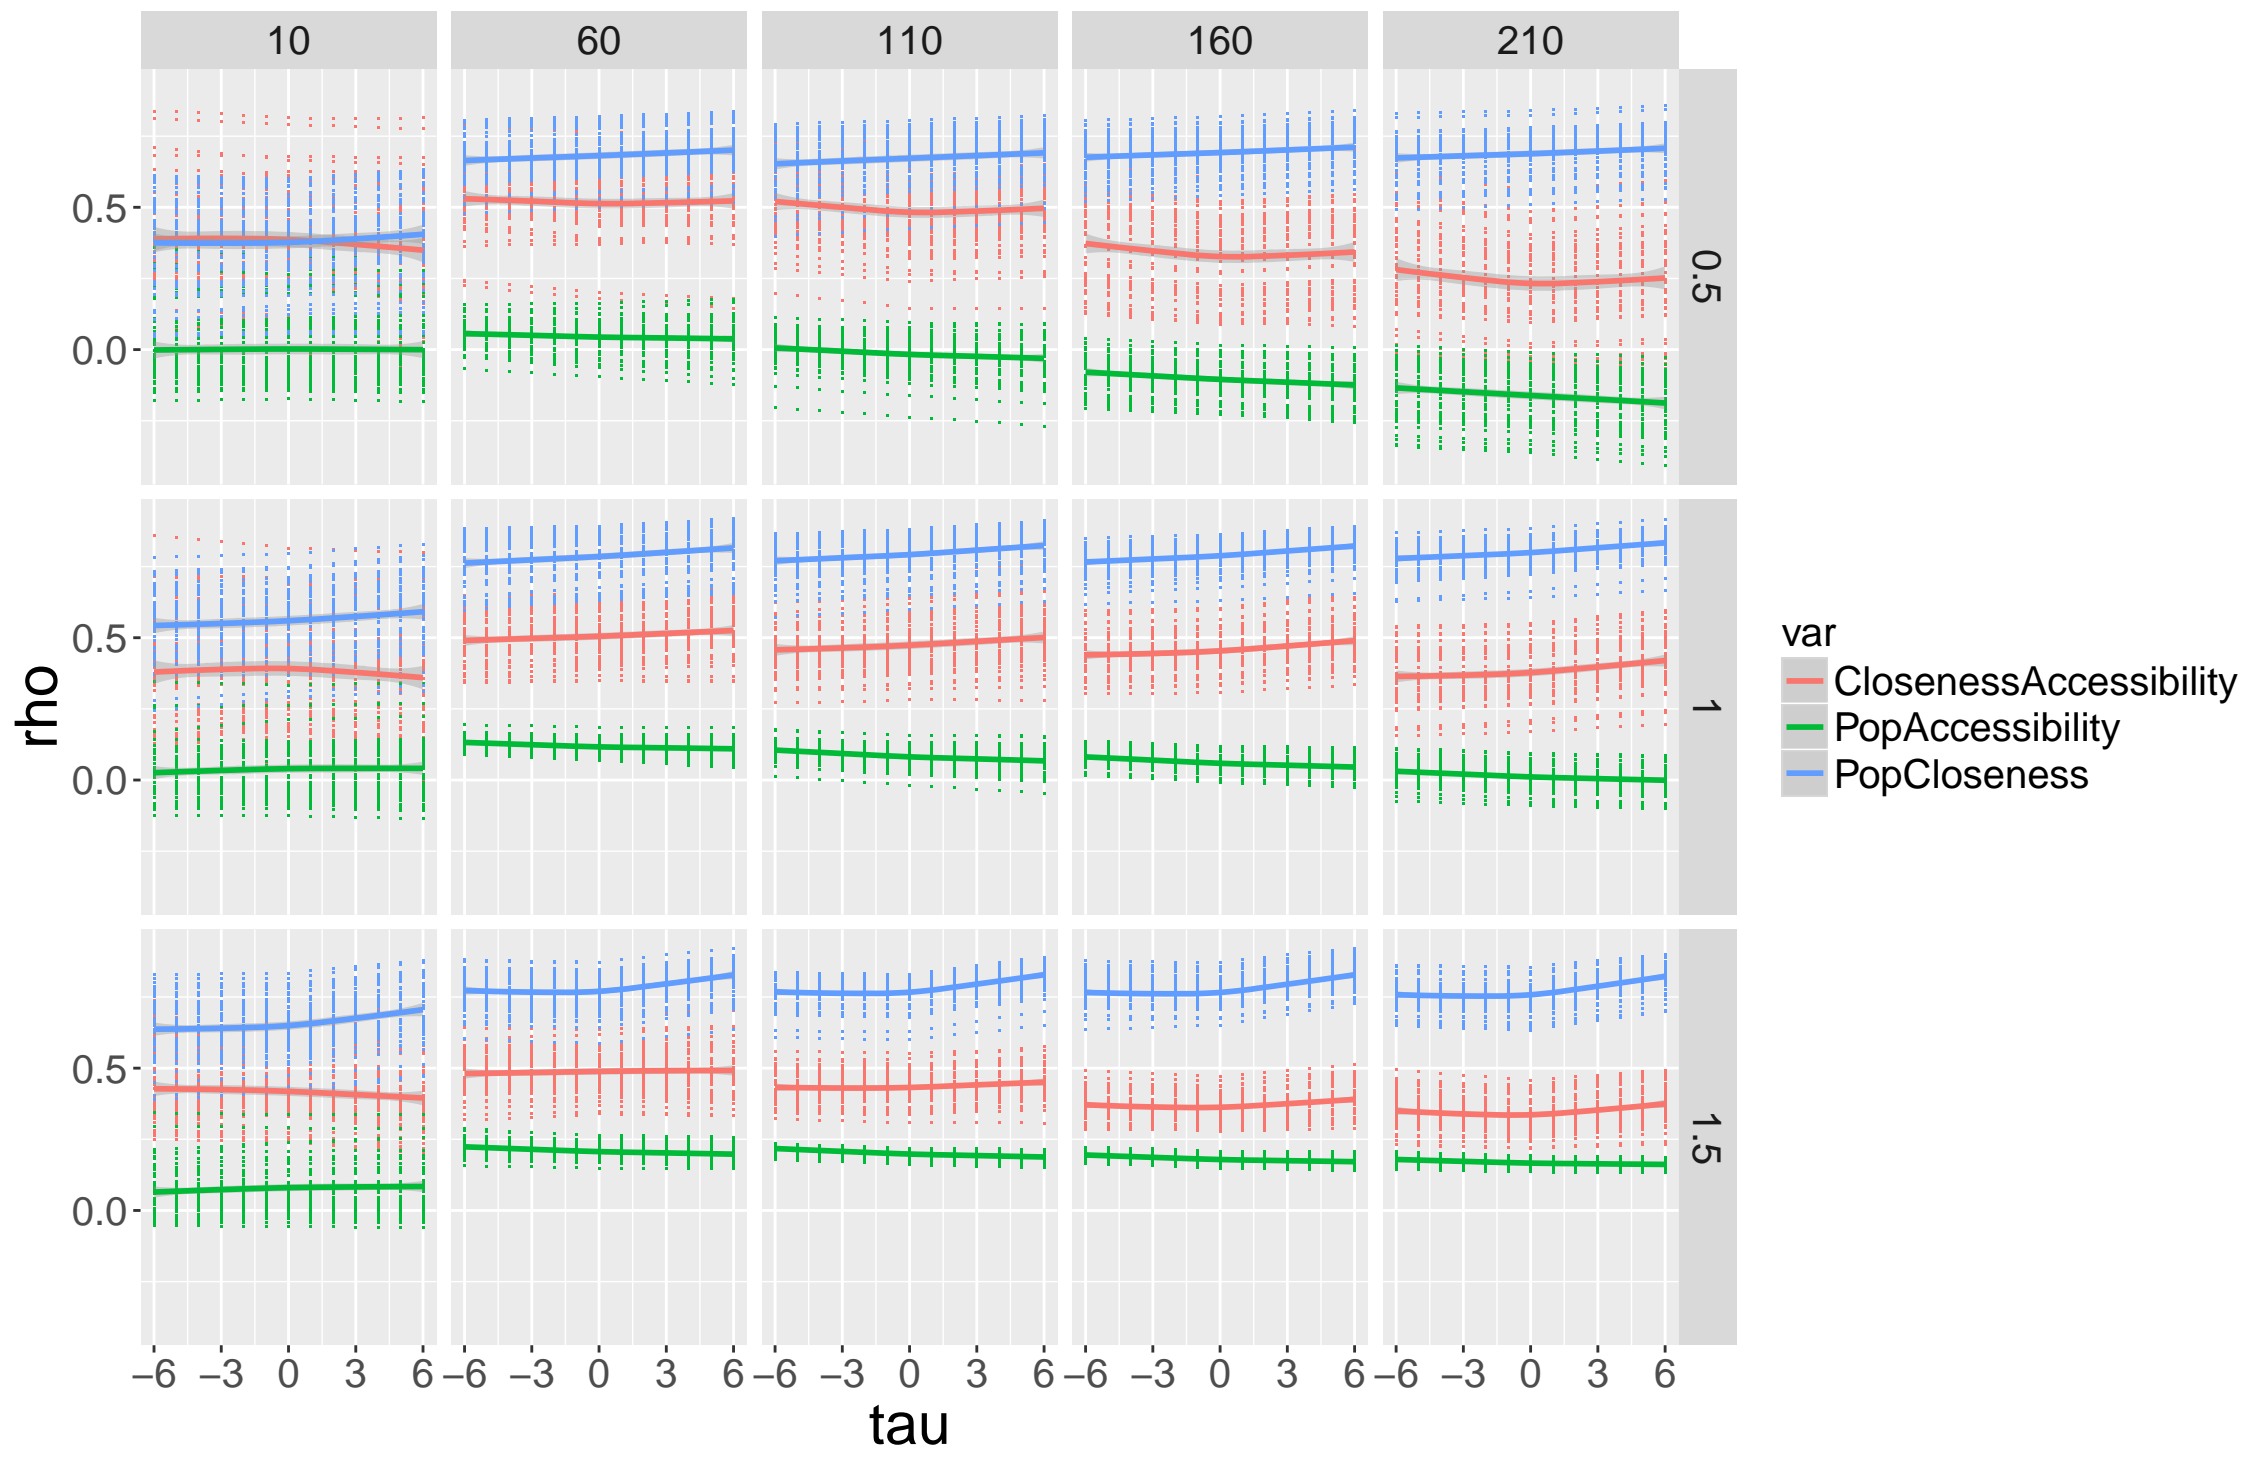 10 60 110 160 210
0.5
0.0
0.5
rho
0.5
0.0
1
0.5
0.0
1.5
−6 −3 0 3 6 −6 −3 0 3 6 −6 −3 0 3 6 −6 −3 0 3 6 −6 −3 0 3 6
tau
var
ClosenessAccessibility
PopAccessibility
PopCloseness